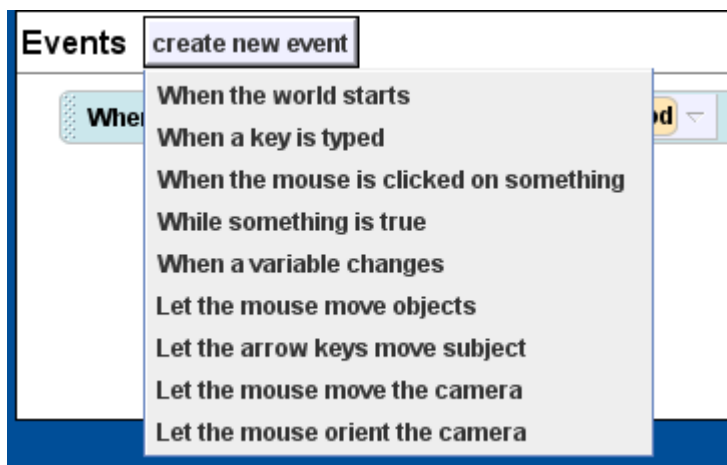 Events create new event
When the world starts
When a key is typed
When the mouse is clicked on something
While something is true
When a variable changes
Let the mouse move objects
Let the arrow keys move subject
Let the mouse move the camera
Let the mouse orient the camera